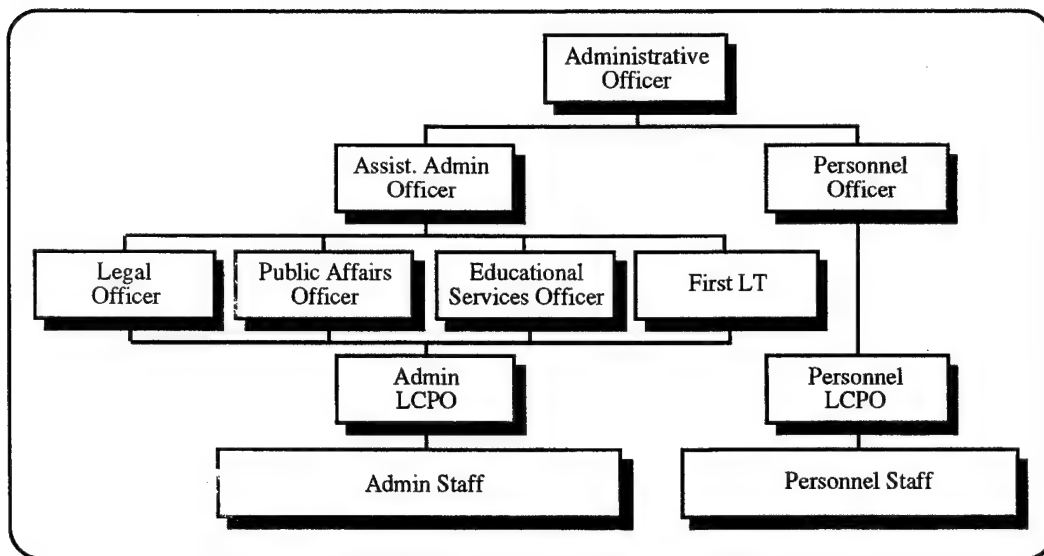 Administrative
Officer
Assist. Admin
Officer
Personnel
Officer
Legal
Officer
Public Affairs
Officer
Educational
Services Officer
First LT
Admin
LCPO
Personnel
LCPO
Admin Staff
Personnel Staff